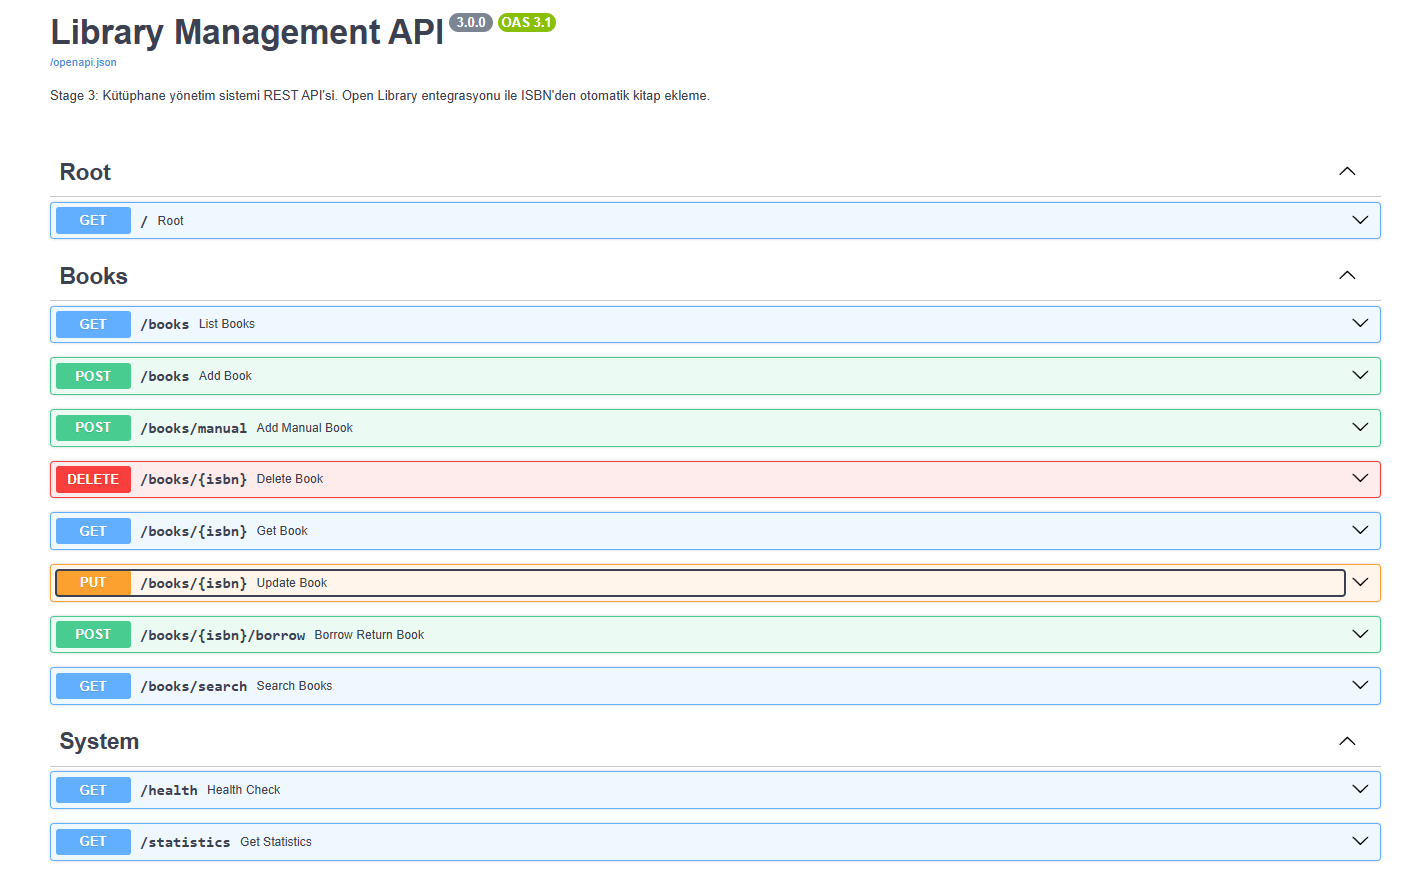 Library Management API 3.0.0 OAS 3.1
/openapi.json
Stage 3: Kütüphane yönetim sistemi REST API'si. Open Library entegrasyonu ile ISBN'den otomatik kitap ekleme.
Root
GET / Root
Books
GET /books List Books
POST /books Add Book
POST /books/manual Add Manual Book
DELETE /books/{isbn} Delete Book
GET /books/{isbn} Get Book
PUT /books/{isbn} Update Book
POST /books/{isbn}/borrow Borrow Return Book
GET /books/search Search Books
System
GET /health Health Check
GET /statistics Get Statistics